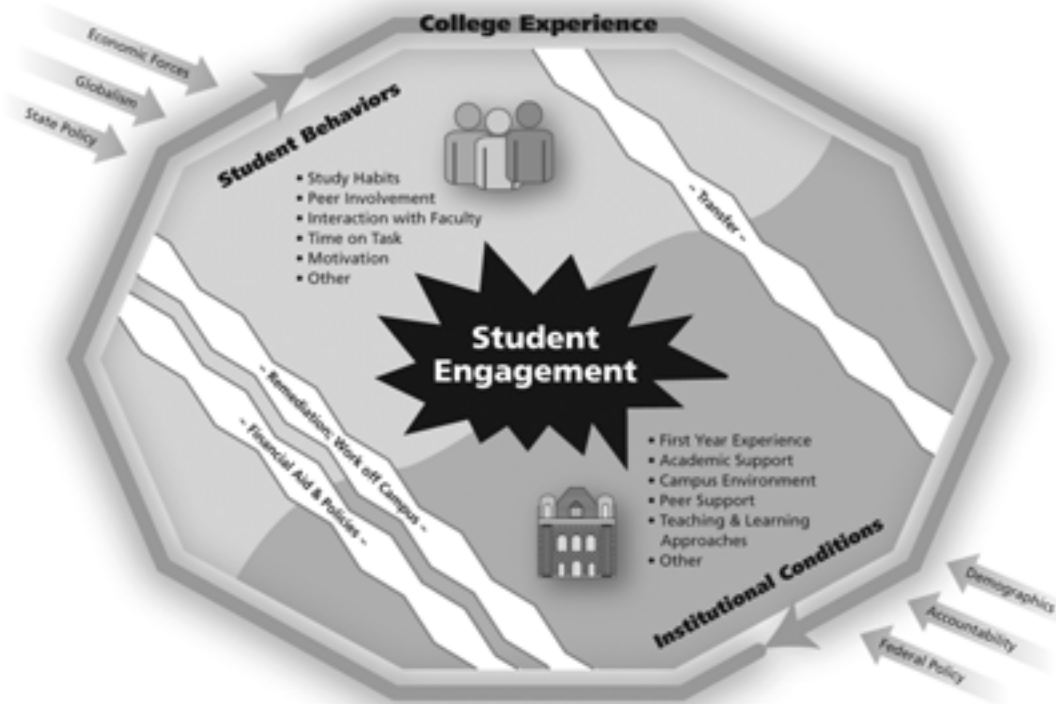 College Experience
Economic Forces
Globalism
State Policy
Student Behaviors
• Study Habits
• Peer Involvement
• Interaction with Faculty
• Time on Task
• Motivation
• Other
~ Transfer ~
Student
Engagement
~ Remediation; Work off Campus ~
~ Financial Aid & Policies ~
• First Year Experience
• Academic Support
• Campus Environment
• Peer Support
• Teaching & Learning
Approaches
• Other
Institutional Conditions
Demographics
Accountability
Federal Policy